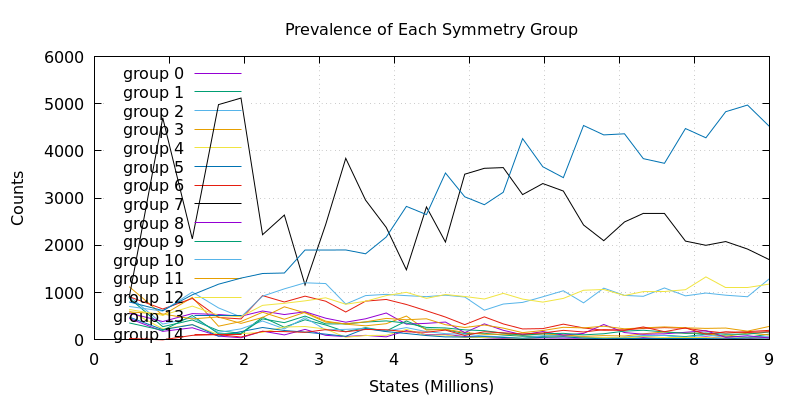 Prevalence of Each Symmetry Group
6000
5000
4000
3000
2000
1000
0
Counts
group 0
group 1
group 2
group 3
group 4
group 5
group 6
group 7
group 8
group 9
group 10
group 11
group 12
group 13
group 14
0 1 2 3 4 5 6 7 8 9
States (Millions)